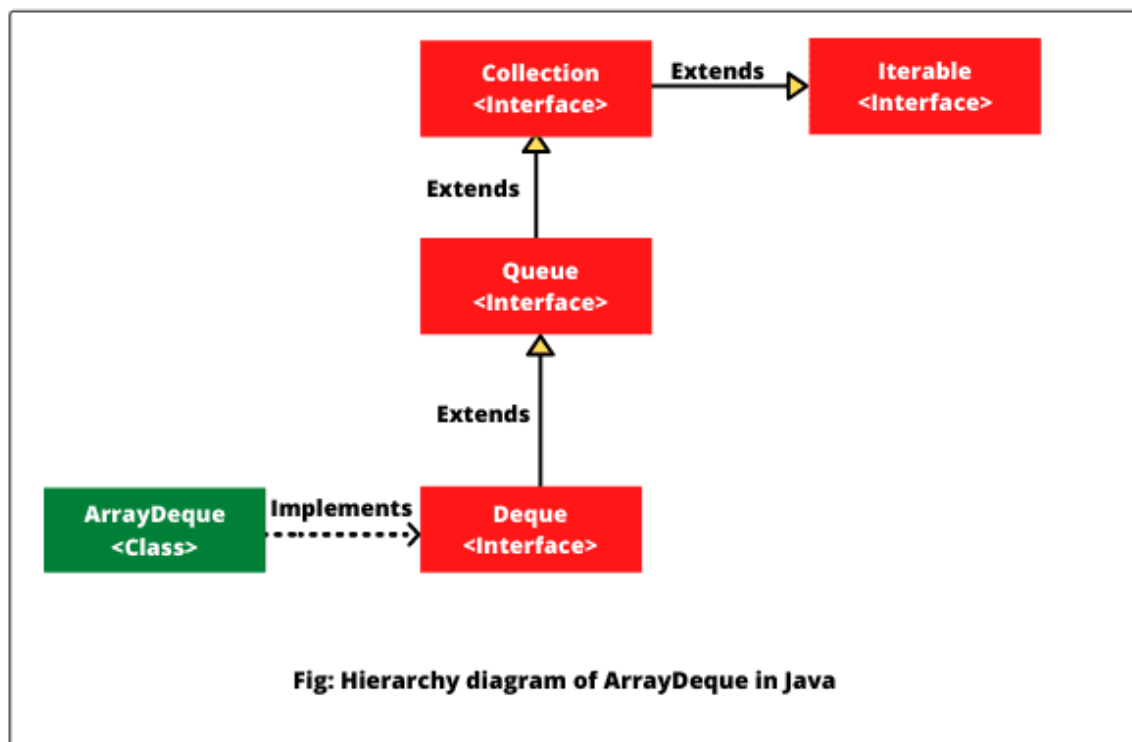 Collection
<Interface>
Extends
Iterable
<Interface>
Extends
Queue
<Interface>
Extends
ArrayDeque
<Class>
Implements
Deque
<Interface>
Fig: Hierarchy diagram of ArrayDeque in Java